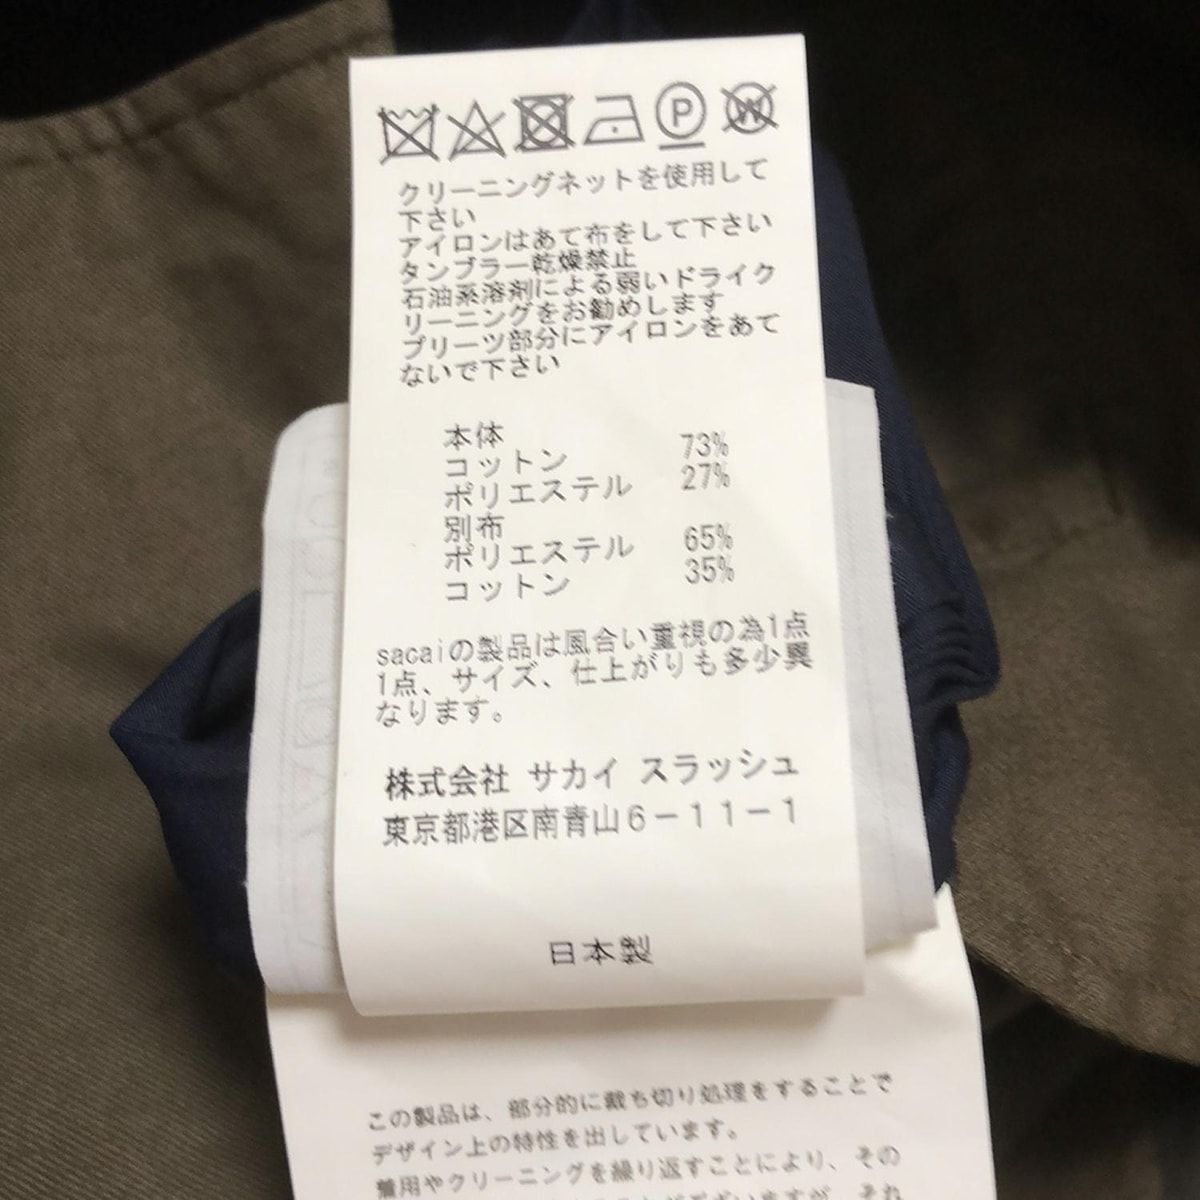 P W
クリーニングネットを使用して
下さい
アイロンはあて布をして下さい
タンブラー乾燥禁止
石油系溶剤による弱いドライク
リーニングをお勧めします
プリーツ部分にアイロンをあて
ないで下さい
本体
コットン 73%
ポリエステル 27%
別布
ポリエステル 65%
コットン 35%
sacaiの製品は風合い重視の為1点
1点、サイズ、仕上がりも多少異
なります。
株式会社 サカイ スラッシュ
東京都港区南青山6－11－1
日本製
この製品は、部分的に裁ち切り処理をすることで
デザイン上の特性を出しています。
着用やクリーニングを繰り返すことにより、その